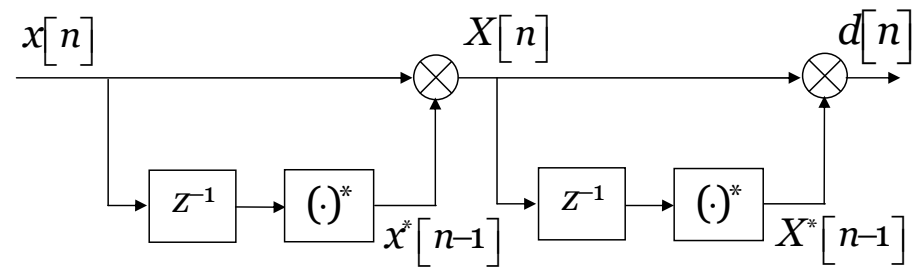 x[n]
X[n]
d[n]
z⁻¹
(·)*
x*[n−1]
z⁻¹
(·)*
X*[n−1]